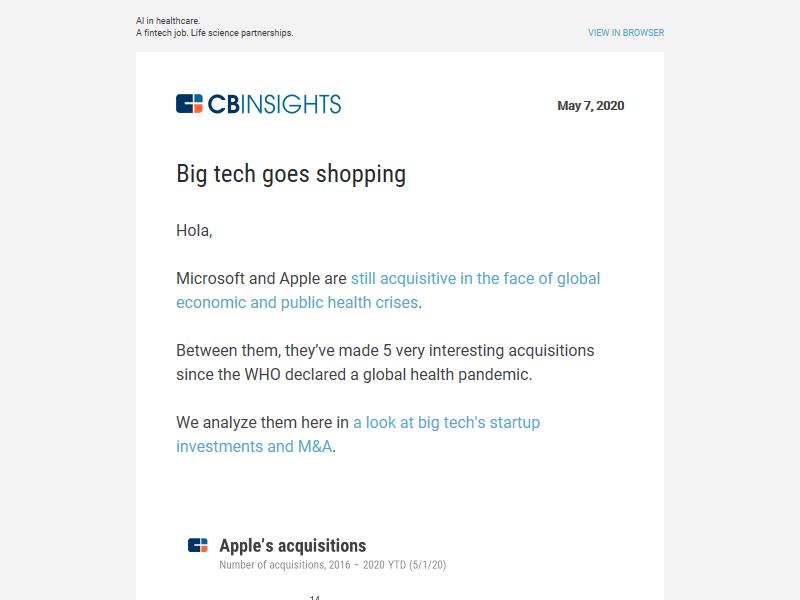 AI in healthcare.
A fintech job. Life science partnerships.
VIEW IN BROWSER
CBINSIGHTS
May 7, 2020
Big tech goes shopping
Hola,
Microsoft and Apple are still acquisitive in the face of global
economic and public health crises.
Between them, they’ve made 5 very interesting acquisitions
since the WHO declared a global health pandemic.
We analyze them here in a look at big tech's startup
investments and M&A.
Apple’s acquisitions
Number of acquisitions, 2016 – 2020 YTD (5/1/20)
14